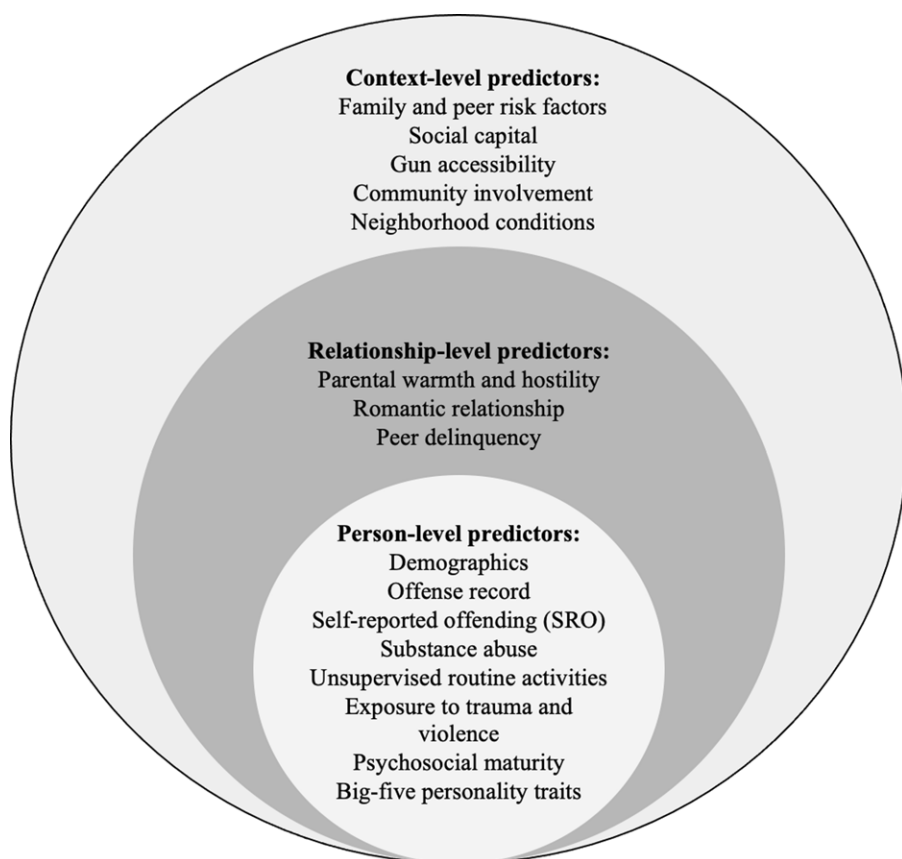 Context-level predictors:
Family and peer risk factors
Social capital
Gun accessibility
Community involvement
Neighborhood conditions
Relationship-level predictors:
Parental warmth and hostility
Romantic relationship
Peer delinquency
Person-level predictors:
Demographics
Offense record
Self-reported offending (SRO)
Substance abuse
Unsupervised routine activities
Exposure to trauma and
violence
Psychosocial maturity
Big-five personality traits